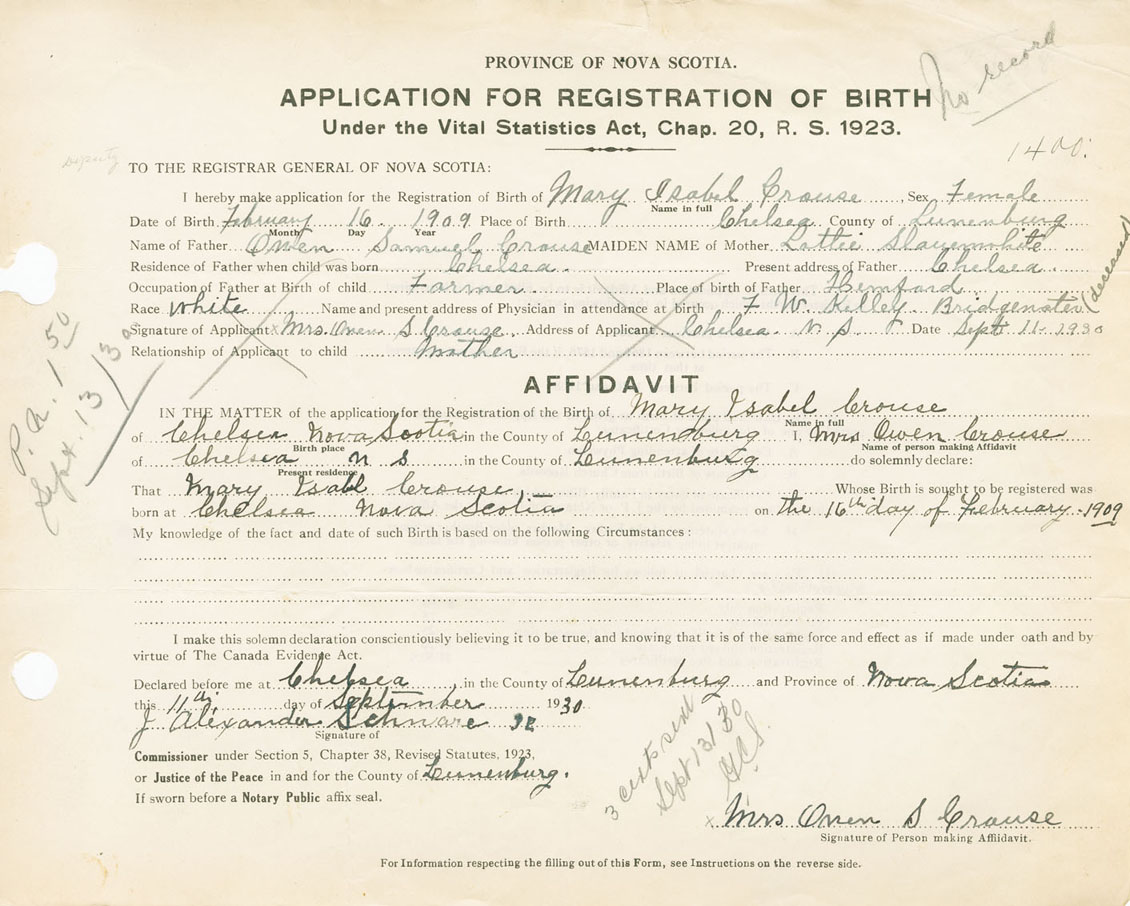 PROVINCE OF NOVA SCOTIA.
No record
APPLICATION FOR REGISTRATION OF BIRTH
Under the Vital Statistics Act, Chap. 20, R. S. 1923.
1400.
deputy
TO THE REGISTRAR GENERAL OF NOVA SCOTIA:
I hereby make application for the Registration of Birth of Mary Isabel Crouse, Sex Female
Name in full
Date of Birth February 16 1909 Place of Birth Chelsea County of Lunenburg
Month Day Year
Name of Father Owen Samuel Crouse MAIDEN NAME of Mother Lottie Slauenwhite
Residence of Father when child was born Chelsea. Present address of Father Chelsea.
Occupation of Father at Birth of child Farmer. Place of birth of Father Hemford
Race White Name and present address of Physician in attendance at birth F. W. Kelley Bridgewater (deceased)
Signature of Applicant x Mrs. Owen S Crouse. Address of Applicant Chelsea. N S Date Sept 11- 1930
Relationship of Applicant to child Mother
P.N. 1 50
Sept. 13/30
AFFIDAVIT
IN THE MATTER of the application for the Registration of the Birth of Mary Isabel Crouse
Name in full
of Chelsea Nova Scotia in the County of Lunenburg I, Mrs Owen Crouse
Birth place Name of person making Affidavit
of Chelsea N S in the County of Lunenburg do solemnly declare:
Present residence
That Mary Isabl Crouse, Whose Birth is sought to be registered was
born at Chelsea Nova Scotia on the 16th day of February - 1909
My knowledge of the fact and date of such Birth is based on the following Circumstances :
I make this solemn declaration conscientiously believing it to be true, and knowing that it is of the same force and effect as if made under oath and by
virtue of The Canada Evidence Act.
Declared before me at Chelsea, in the County of Lunenburg and Province of Nova Scotia
this 11th day of September 1930
J. Alexander Schnare
Signature of
Commissioner under Section 5, Chapter 38, Revised Statutes, 1923,
or Justice of the Peace in and for the County of Lunenburg.
If sworn before a Notary Public affix seal.
3 certs sent
Sept 13/30
x Mrs Owen S Crouse
Signature of Person making Affidavit.
For Information respecting the filling out of this Form, see Instructions on the reverse side.